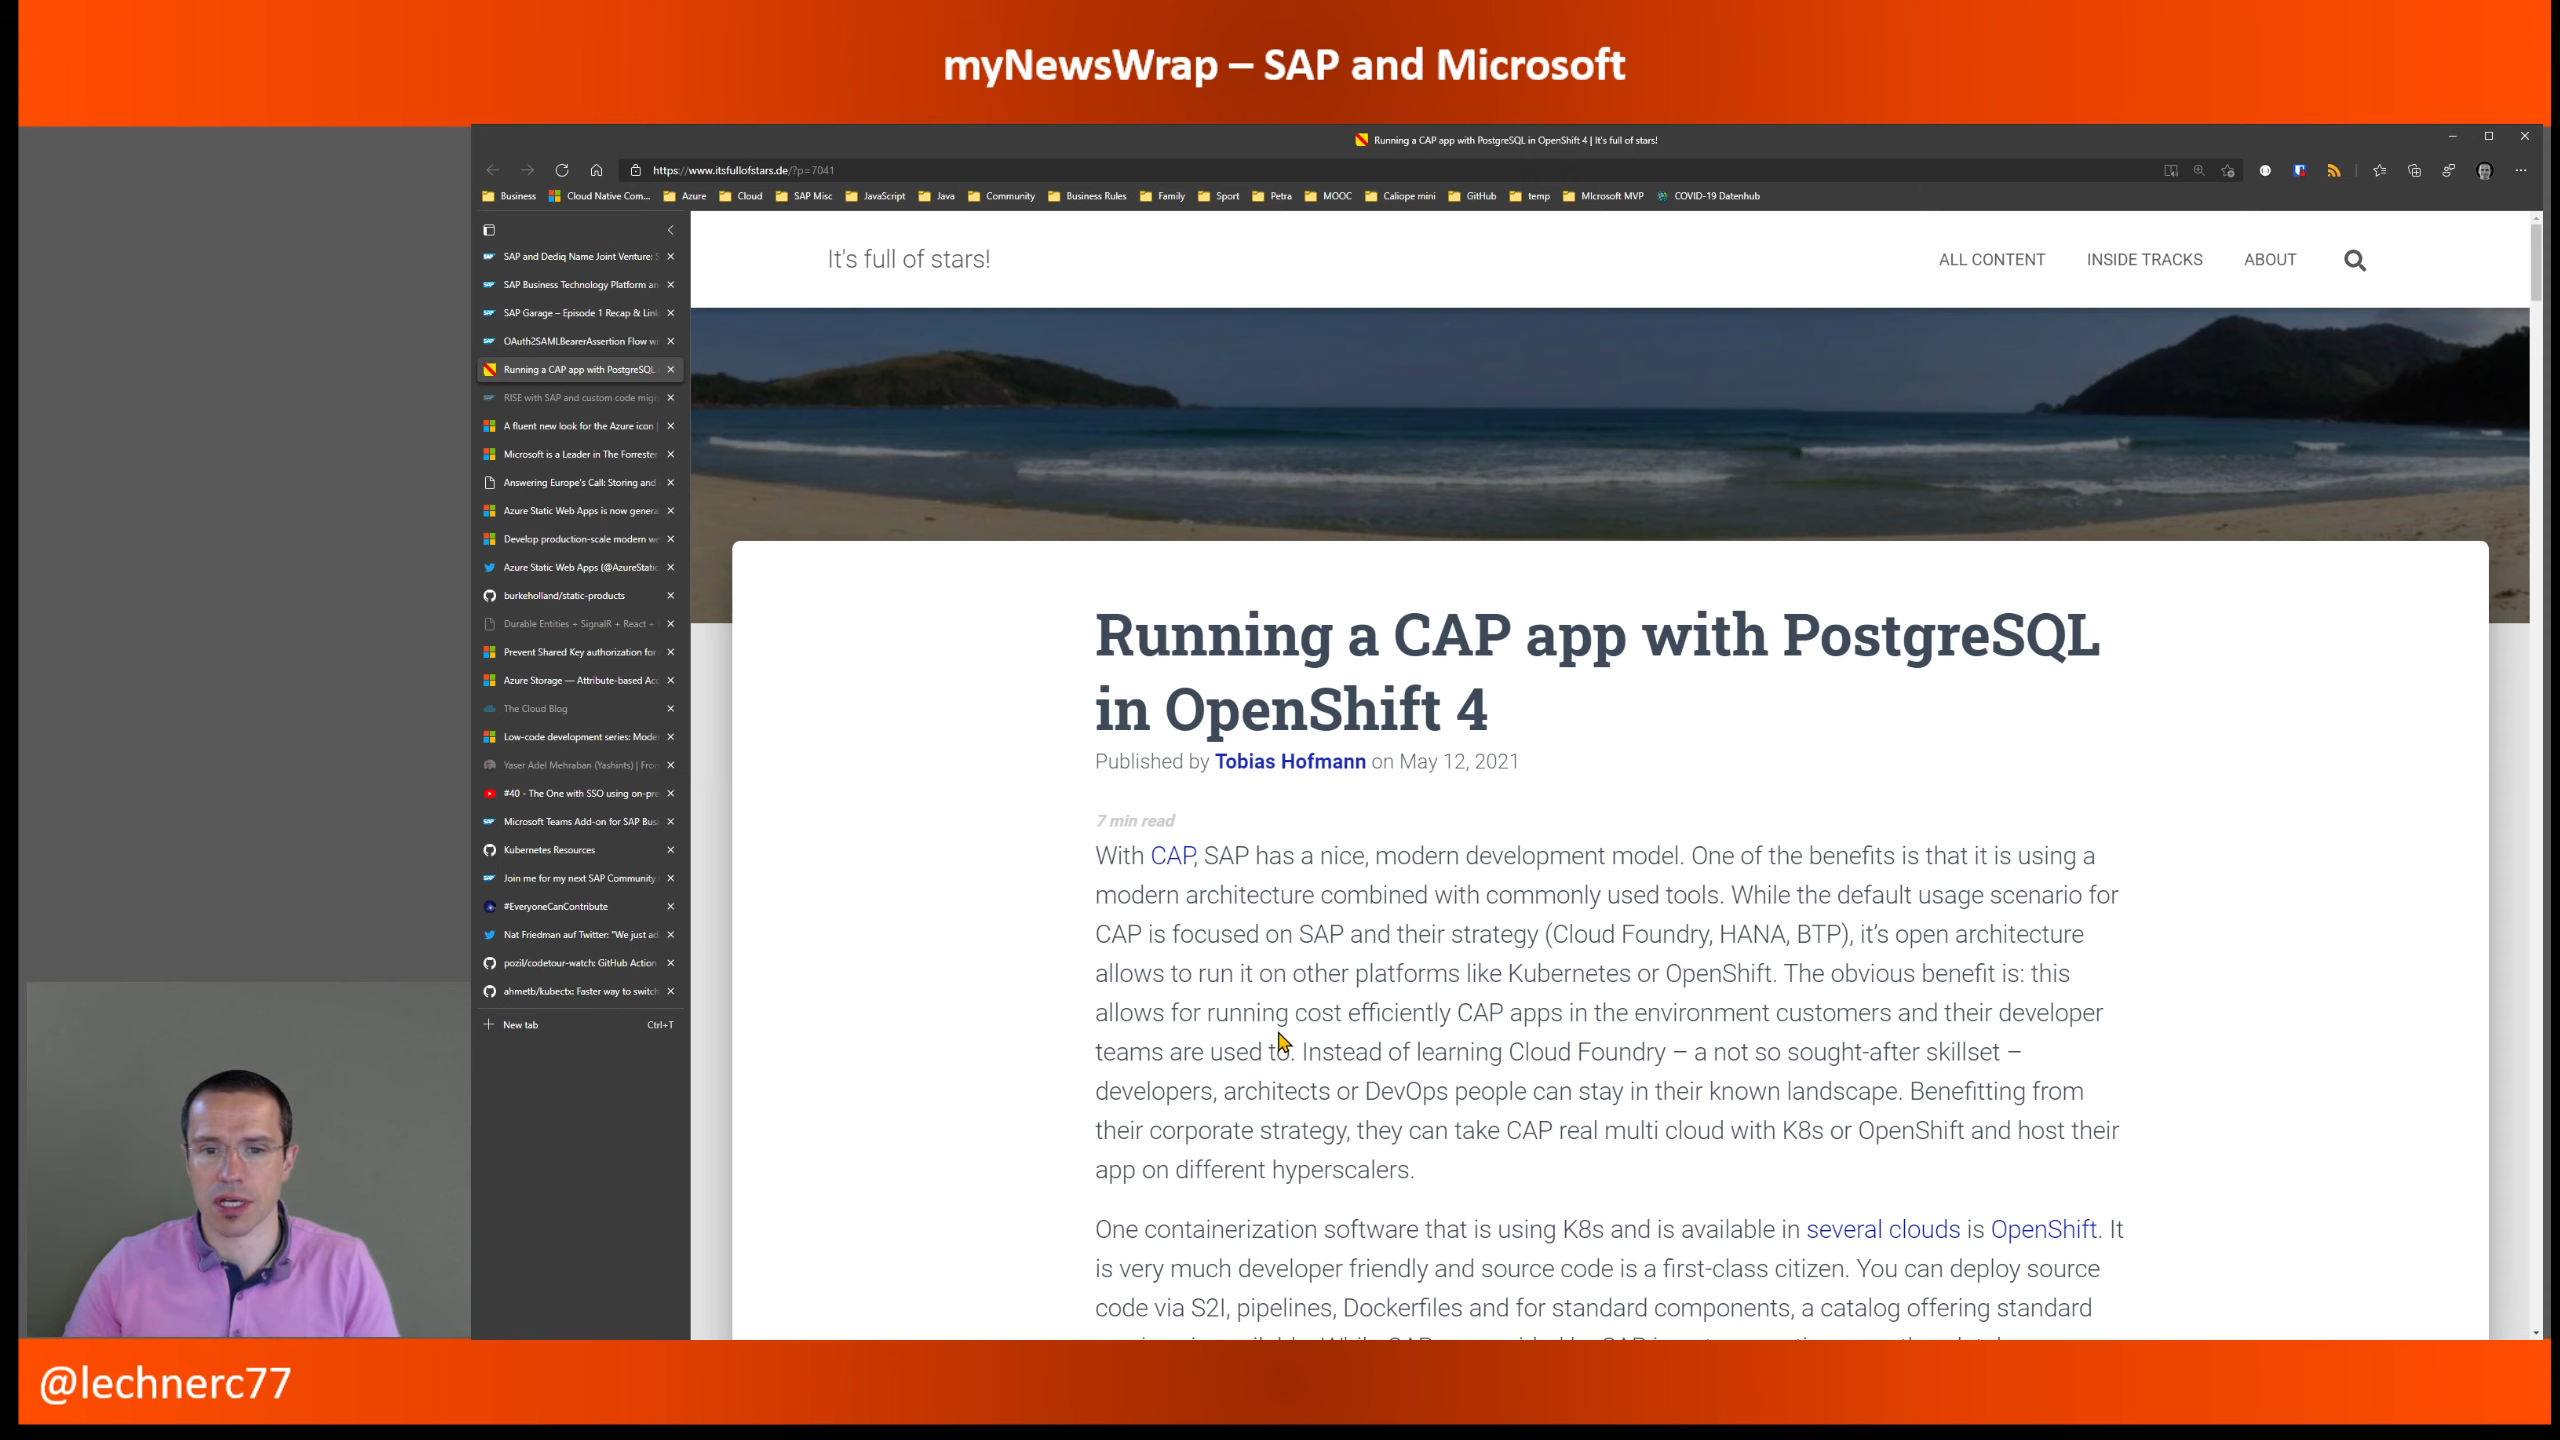 myNewsWrap – SAP and Microsoft
Running a CAP app with PostgreSQL in OpenShift 4 | It's full of stars!
https://www.itsfullofstars.de/?p=7041
Business
Cloud Native Com...
Azure
Cloud
SAP Misc
JavaScript
Java
Community
Business Rules
Family
Sport
Petra
MOOC
Caliope mini
GitHub
temp
MIcrosoft MVP
COVID-19 Datenhub
SAP and Dediq Name Joint Venture:
SAP Business Technology Platform an
SAP Garage – Episode 1 Recap & Link
OAuth2SAMLBearerAssertion Flow wi
Running a CAP app with PostgreSQL
RISE with SAP and custom code mig
A fluent new look for the Azure icon |
Microsoft is a Leader in The Forrester
Answering Europe's Call: Storing and
Azure Static Web Apps is now genera
Develop production-scale modern we
Azure Static Web Apps (@AzureStatic
burkeholland/static-products
Durable Entities + SignalR + React +
Prevent Shared Key authorization for
Azure Storage — Attribute-based Acc
The Cloud Blog
Low-code development series: Mode
Yaser Adel Mehraban (Yashints) | Fro
#40 - The One with SSO using on-pre
Microsoft Teams Add-on for SAP Bus
Kubernetes Resources
Join me for my next SAP Community
#EveryoneCanContribute
Nat Friedman auf Twitter: "We just ad
pozil/codetour-watch: GitHub Action
ahmetb/kubectx: Faster way to switch
New tab Ctrl+T
It's full of stars!
ALL CONTENT
INSIDE TRACKS
ABOUT
Running a CAP app with PostgreSQL
in OpenShift 4
Published by Tobias Hofmann on May 12, 2021
7 min read
With CAP, SAP has a nice, modern development model. One of the benefits is that it is using a
modern architecture combined with commonly used tools. While the default usage scenario for
CAP is focused on SAP and their strategy (Cloud Foundry, HANA, BTP), it's open architecture
allows to run it on other platforms like Kubernetes or OpenShift. The obvious benefit is: this
allows for running cost efficiently CAP apps in the environment customers and their developer
teams are used to. Instead of learning Cloud Foundry – a not so sought-after skillset –
developers, architects or DevOps people can stay in their known landscape. Benefitting from
their corporate strategy, they can take CAP real multi cloud with K8s or OpenShift and host their
app on different hyperscalers.
One containerization software that is using K8s and is available in several clouds is OpenShift. It
is very much developer friendly and source code is a first-class citizen. You can deploy source
code via S2I, pipelines, Dockerfiles and for standard components, a catalog offering standard
@lechnerc77